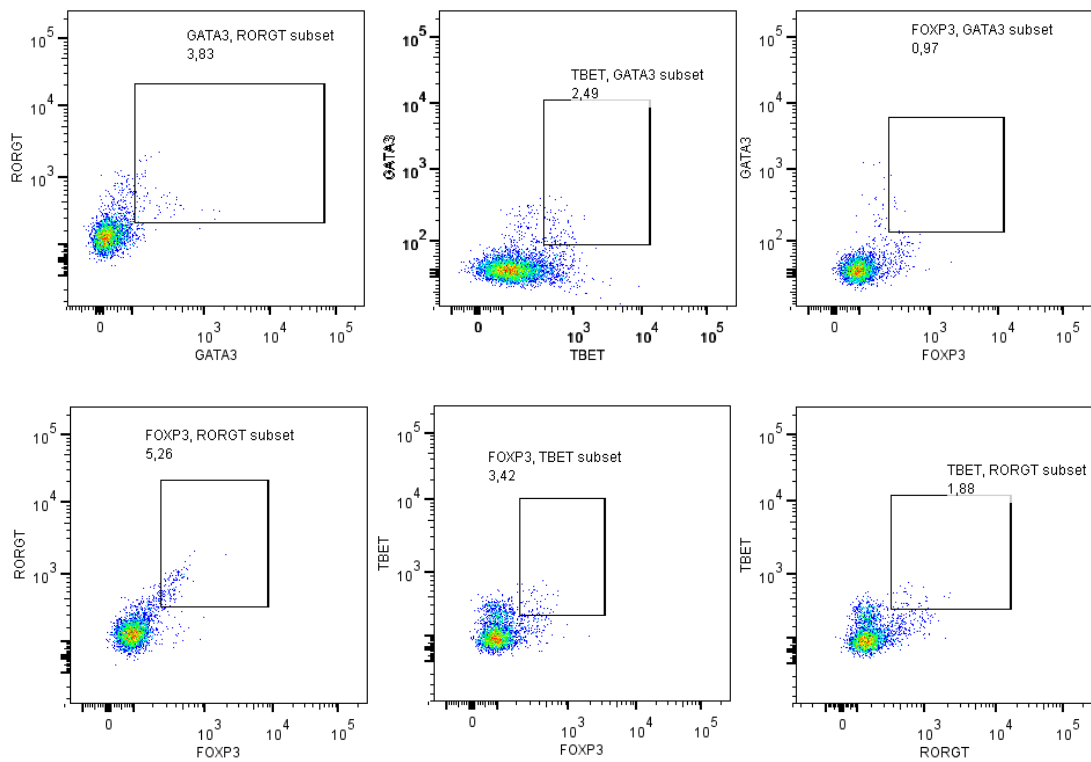 GATA3, RORGT subset
3,83
10^5
10^4
10^3
RORGT
0
10^3
10^4
10^5
GATA3
TBET, GATA3 subset
2,49
10^5
10^4
10^3
10^2
GATA3
0
10^3
10^4
10^5
TBET
FOXP3, GATA3 subset
0,97
10^5
10^4
10^3
10^2
GATA3
0
10^3
10^4
10^5
FOXP3
FOXP3, RORGT subset
5,26
10^5
10^4
10^3
RORGT
0
10^3
10^4
10^5
FOXP3
FOXP3, TBET subset
3,42
10^5
10^4
10^3
TBET
0
10^3
10^4
10^5
FOXP3
TBET, RORGT subset
1,88
10^5
10^4
10^3
TBET
0
10^3
10^4
10^5
RORGT